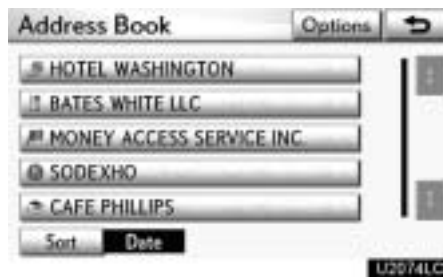 Address Book Options
HOTEL WASHINGTON
BATES WHITE LLC
MONEY ACCESS SERVICE INC.
SODEXHO
CAFE PHILLIPS
Sort Date
U2074LC